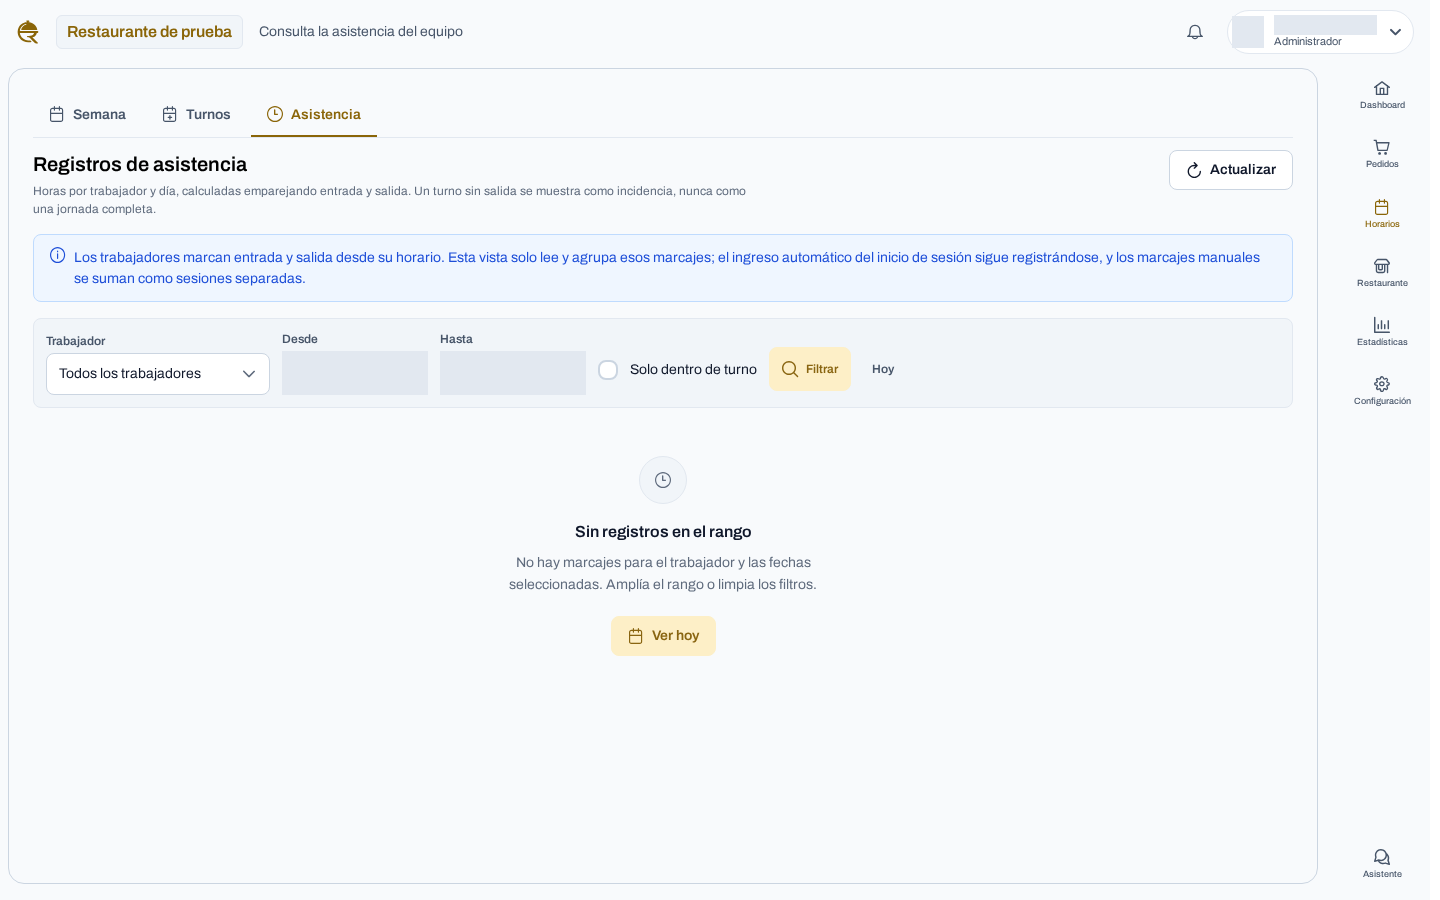 Restaurante de prueba
Consulta la asistencia del equipo
Administrador
Semana
Turnos
Asistencia
Registros de asistencia
Horas por trabajador y día, calculadas emparejando entrada y salida. Un turno sin salida se muestra como incidencia, nunca como
una jornada completa.
Actualizar
Los trabajadores marcan entrada y salida desde su horario. Esta vista solo lee y agrupa esos marcajes; el ingreso automático del inicio de sesión sigue registrándose, y los marcajes manuales
se suman como sesiones separadas.
Trabajador
Todos los trabajadores
Desde
Hasta
Solo dentro de turno
Filtrar
Hoy
Sin registros en el rango
No hay marcajes para el trabajador y las fechas
seleccionadas. Amplía el rango o limpia los filtros.
Ver hoy
Dashboard
Pedidos
Horarios
Restaurante
Estadísticas
Configuración
Asistente